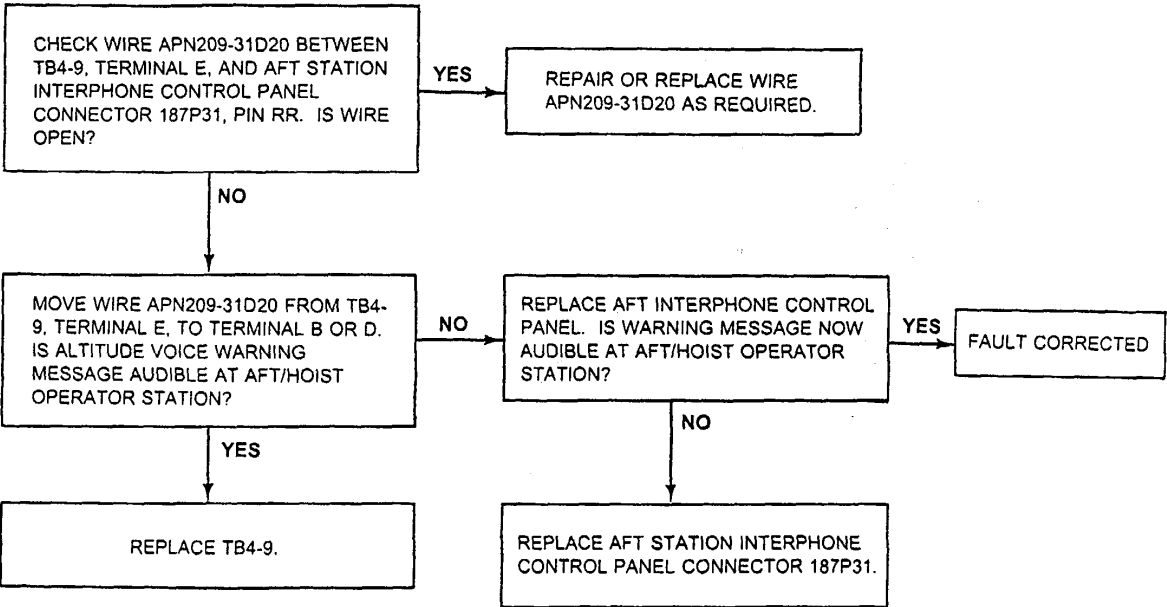 CHECK WIRE APN209-31D20 BETWEEN
TB4-9, TERMINAL E, AND AFT STATION
INTERPHONE CONTROL PANEL
CONNECTOR 187P31, PIN RR. IS WIRE
OPEN?
YES
REPAIR OR REPLACE WIRE
APN209-31D20 AS REQUIRED.
NO
MOVE WIRE APN209-31D20 FROM TB4-
9, TERMINAL E, TO TERMINAL B OR D.
IS ALTITUDE VOICE WARNING
MESSAGE AUDIBLE AT AFT/HOIST
OPERATOR STATION?
NO
REPLACE AFT INTERPHONE CONTROL
PANEL. IS WARNING MESSAGE NOW
AUDIBLE AT AFT/HOIST OPERATOR
STATION?
YES
FAULT CORRECTED
YES
NO
REPLACE TB4-9.
REPLACE AFT STATION INTERPHONE
CONTROL PANEL CONNECTOR 187P31.